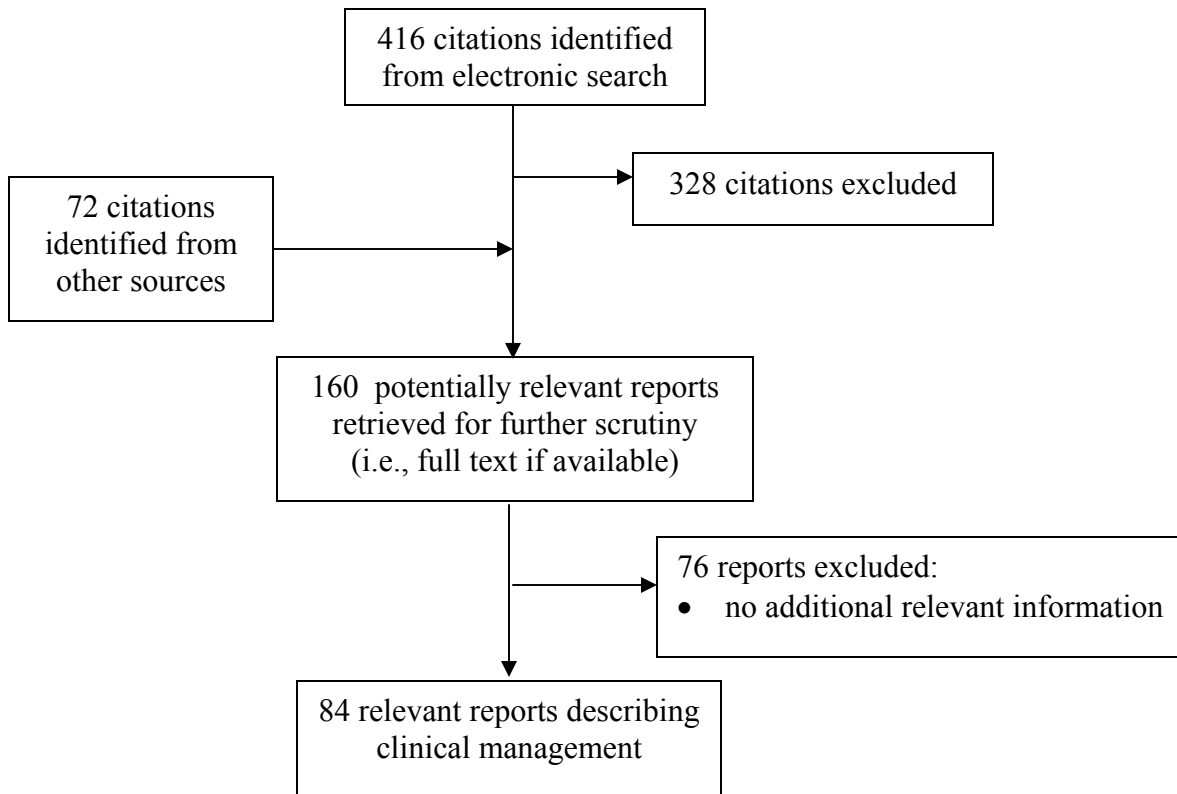 416 citations identified
from electronic search
328 citations excluded
72 citations
identified from
other sources
160  potentially relevant reports
retrieved for further scrutiny
(i.e., full text if available)
76 reports excluded:
• no additional relevant information
84 relevant reports describing
clinical management